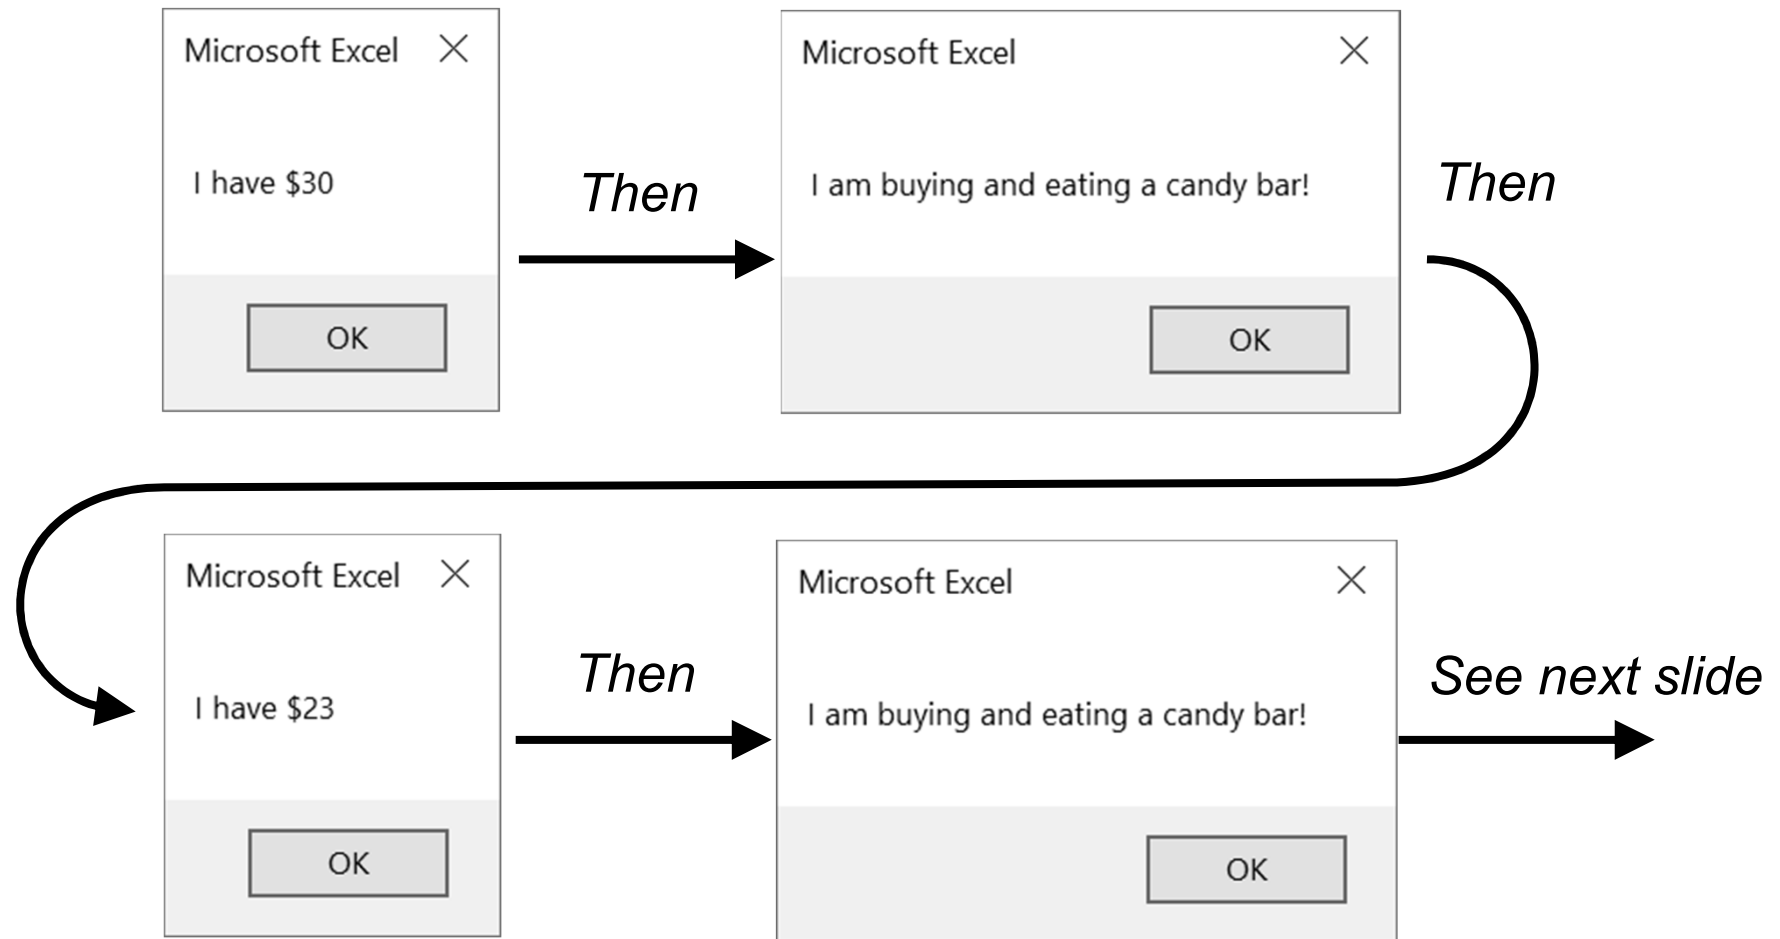 Microsoft Excel
I have $30
OK
Then
Microsoft Excel
I am buying and eating a candy bar!
OK
Then
Microsoft Excel
I have $23
OK
Then
Microsoft Excel
I am buying and eating a candy bar!
OK
See next slide